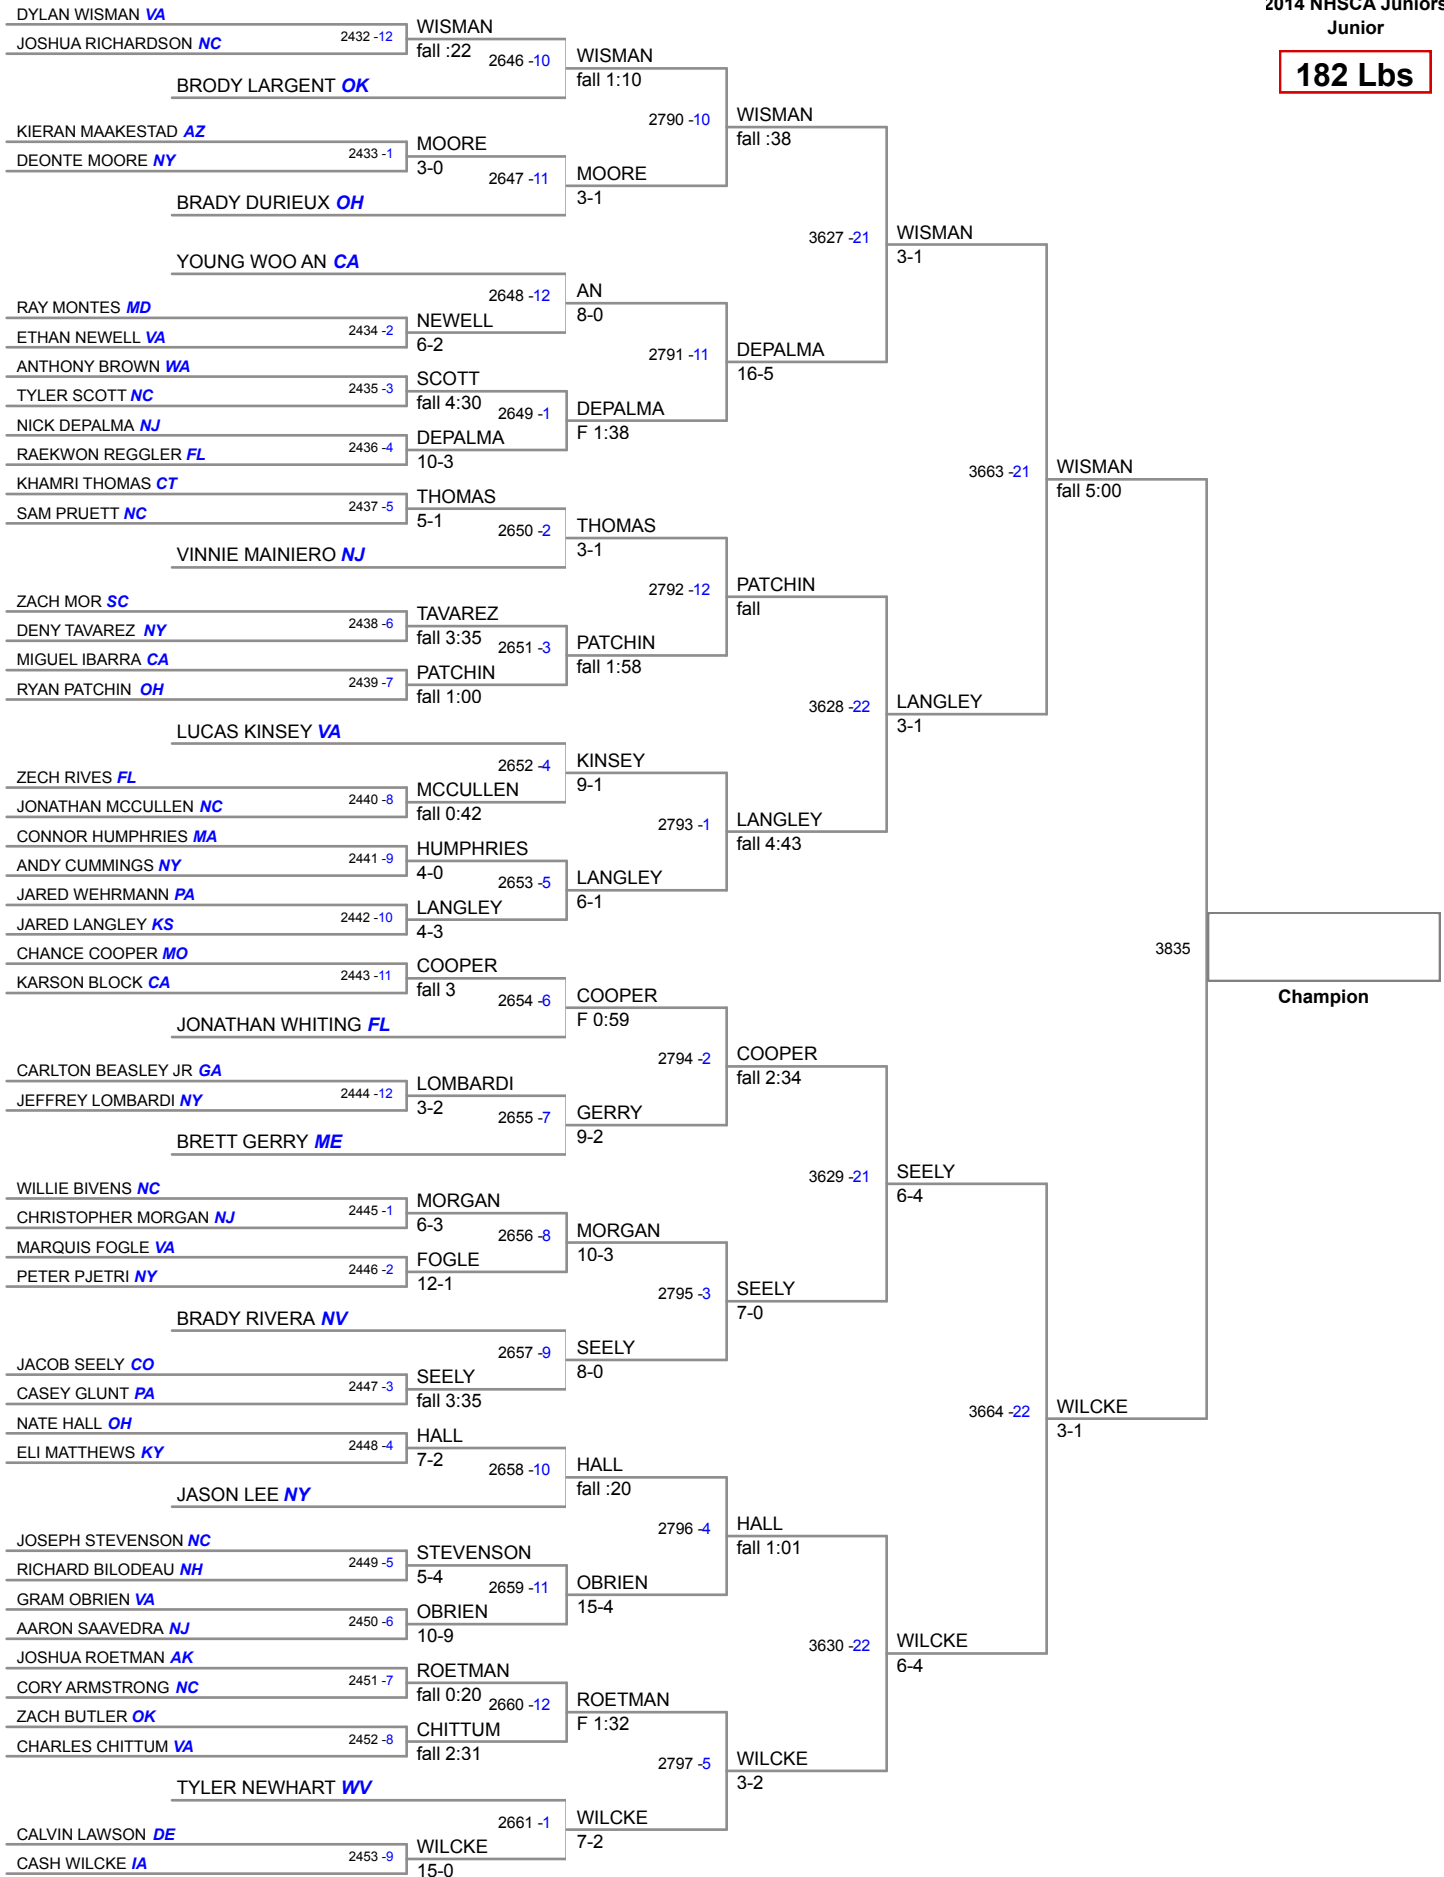 2014 NHSCA Juniors
Junior
182 Lbs
DYLAN WISMAN VA
JOSHUA RICHARDSON NC
2432 -12
WISMAN
fall :22
BRODY LARGENT OK
2646 -10
WISMAN
fall 1:10
KIERAN MAAKESTAD AZ
DEONTE MOORE NY
2433 -1
MOORE
3-0
BRADY DURIEUX OH
2647 -11
MOORE
3-1
2790 -10
WISMAN
fall :38
YOUNG WOO AN CA
RAY MONTES MD
ETHAN NEWELL VA
2434 -2
NEWELL
6-2
2648 -12
AN
8-0
ANTHONY BROWN WA
TYLER SCOTT NC
2435 -3
SCOTT
fall 4:30
NICK DEPALMA NJ
RAEKWON REGGLER FL
2436 -4
DEPALMA
10-3
2649 -1
DEPALMA
F 1:38
2791 -11
DEPALMA
16-5
3627 -21
WISMAN
3-1
KHAMRI THOMAS CT
SAM PRUETT NC
2437 -5
THOMAS
5-1
VINNIE MAINIERO NJ
2650 -2
THOMAS
3-1
ZACH MOR SC
DENY TAVAREZ NY
2438 -6
TAVAREZ
fall 3:35
MIGUEL IBARRA CA
RYAN PATCHIN OH
2439 -7
PATCHIN
fall 1:00
2651 -3
PATCHIN
fall 1:58
2792 -12
PATCHIN
fall
LUCAS KINSEY VA
ZECH RIVES FL
JONATHAN MCCULLEN NC
2440 -8
MCCULLEN
fall 0:42
2652 -4
KINSEY
9-1
CONNOR HUMPHRIES MA
ANDY CUMMINGS NY
2441 -9
HUMPHRIES
4-0
JARED WEHRMANN PA
JARED LANGLEY KS
2442 -10
LANGLEY
4-3
2653 -5
LANGLEY
6-1
2793 -1
LANGLEY
fall 4:43
3628 -22
LANGLEY
3-1
3663 -21
WISMAN
fall 5:00
CHANCE COOPER MO
KARSON BLOCK CA
2443 -11
COOPER
fall 3
JONATHAN WHITING FL
2654 -6
COOPER
F 0:59
CARLTON BEASLEY JR GA
JEFFREY LOMBARDI NY
2444 -12
LOMBARDI
3-2
BRETT GERRY ME
2655 -7
GERRY
9-2
2794 -2
COOPER
fall 2:34
WILLIE BIVENS NC
CHRISTOPHER MORGAN NJ
2445 -1
MORGAN
6-3
MARQUIS FOGLE VA
PETER PJETRI NY
2446 -2
FOGLE
12-1
2656 -8
MORGAN
10-3
BRADY RIVERA NV
JACOB SEELY CO
CASEY GLUNT PA
2447 -3
SEELY
fall 3:35
2657 -9
SEELY
8-0
2795 -3
SEELY
7-0
3629 -21
SEELY
6-4
NATE HALL OH
ELI MATTHEWS KY
2448 -4
HALL
7-2
JASON LEE NY
2658 -10
HALL
fall :20
JOSEPH STEVENSON NC
RICHARD BILODEAU NH
2449 -5
STEVENSON
5-4
GRAM OBRIEN VA
AARON SAAVEDRA NJ
2450 -6
OBRIEN
10-9
2659 -11
OBRIEN
15-4
2796 -4
HALL
fall 1:01
JOSHUA ROETMAN AK
CORY ARMSTRONG NC
2451 -7
ROETMAN
fall 0:20
ZACH BUTLER OK
CHARLES CHITTUM VA
2452 -8
CHITTUM
fall 2:31
2660 -12
ROETMAN
F 1:32
TYLER NEWHART WV
CALVIN LAWSON DE
CASH WILCKE IA
2453 -9
WILCKE
15-0
2661 -1
WILCKE
7-2
2797 -5
WILCKE
3-2
3630 -22
WILCKE
6-4
3664 -22
WILCKE
3-1
3835
Champion